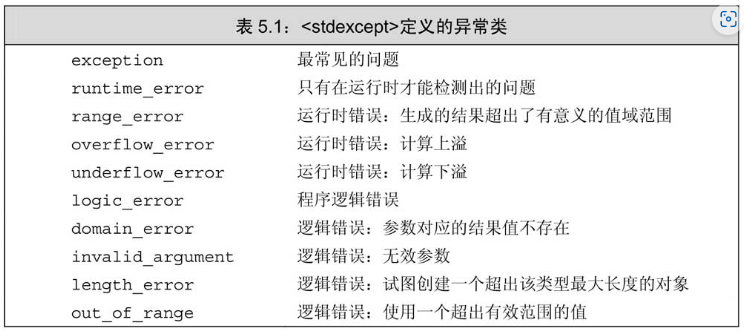 表 5.1：<stdexcept>定义的异常类
exception 最常见的问题
runtime_error 只有在运行时才能检测出的问题
range_error 运行时错误：生成的结果超出了有意义的值域范围
overflow_error 运行时错误：计算上溢
underflow_error 运行时错误：计算下溢
logic_error 程序逻辑错误
domain_error 逻辑错误：参数对应的结果值不存在
invalid_argument 逻辑错误：无效参数
length_error 逻辑错误：试图创建一个超出该类型最大长度的对象
out_of_range 逻辑错误：使用一个超出有效范围的值